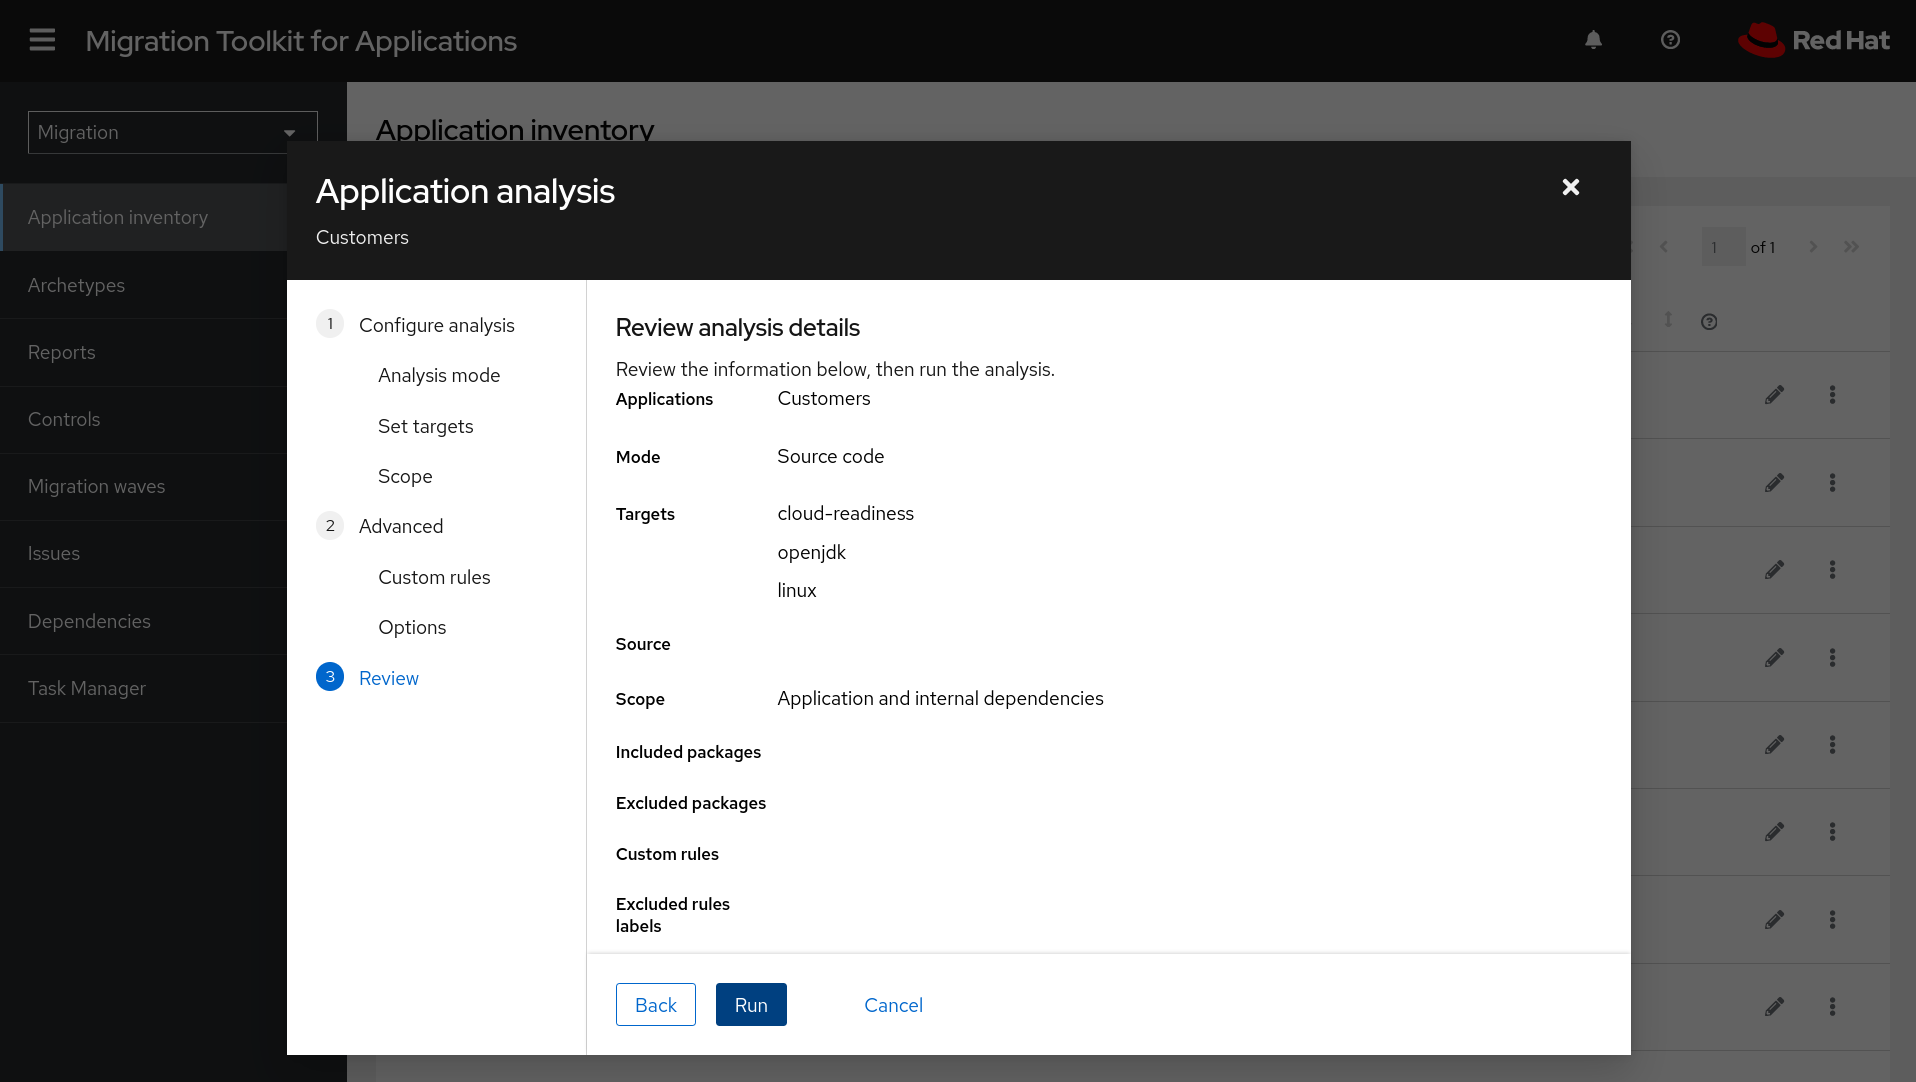 Migration Toolkit for Applications
Red Hat
Migration
Application inventory
Archetypes
Reports
Controls
Migration waves
Issues
Dependencies
Task Manager
Application inventory
1 of 1
Application analysis
Customers
1 Configure analysis
Analysis mode
Set targets
Scope
2 Advanced
Custom rules
Options
3 Review
Review analysis details
Review the information below, then run the analysis.
Applications Customers
Mode Source code
Targets cloud-readiness
openjdk
linux
Source
Scope Application and internal dependencies
Included packages
Excluded packages
Custom rules
Excluded rules
labels
Back Run Cancel